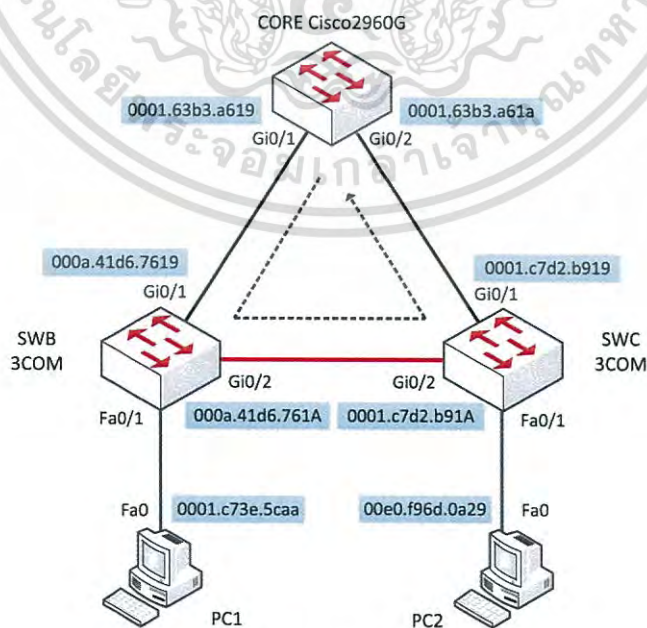 CORE Cisco2960G
0001.63b3.a619
0001.63b3.a61a
Gi0/1
Gi0/2
000a.41d6.7619
0001.c7d2.b919
Gi0/1
Gi0/1
SWB
3COM
SWC
3COM
Gi0/2
Gi0/2
Fa0/1
000a.41d6.761A
0001.c7d2.b91A
Fa0/1
Fa0
0001.c73e.5caa
00e0.f96d.0a29
Fa0
PC1
PC2